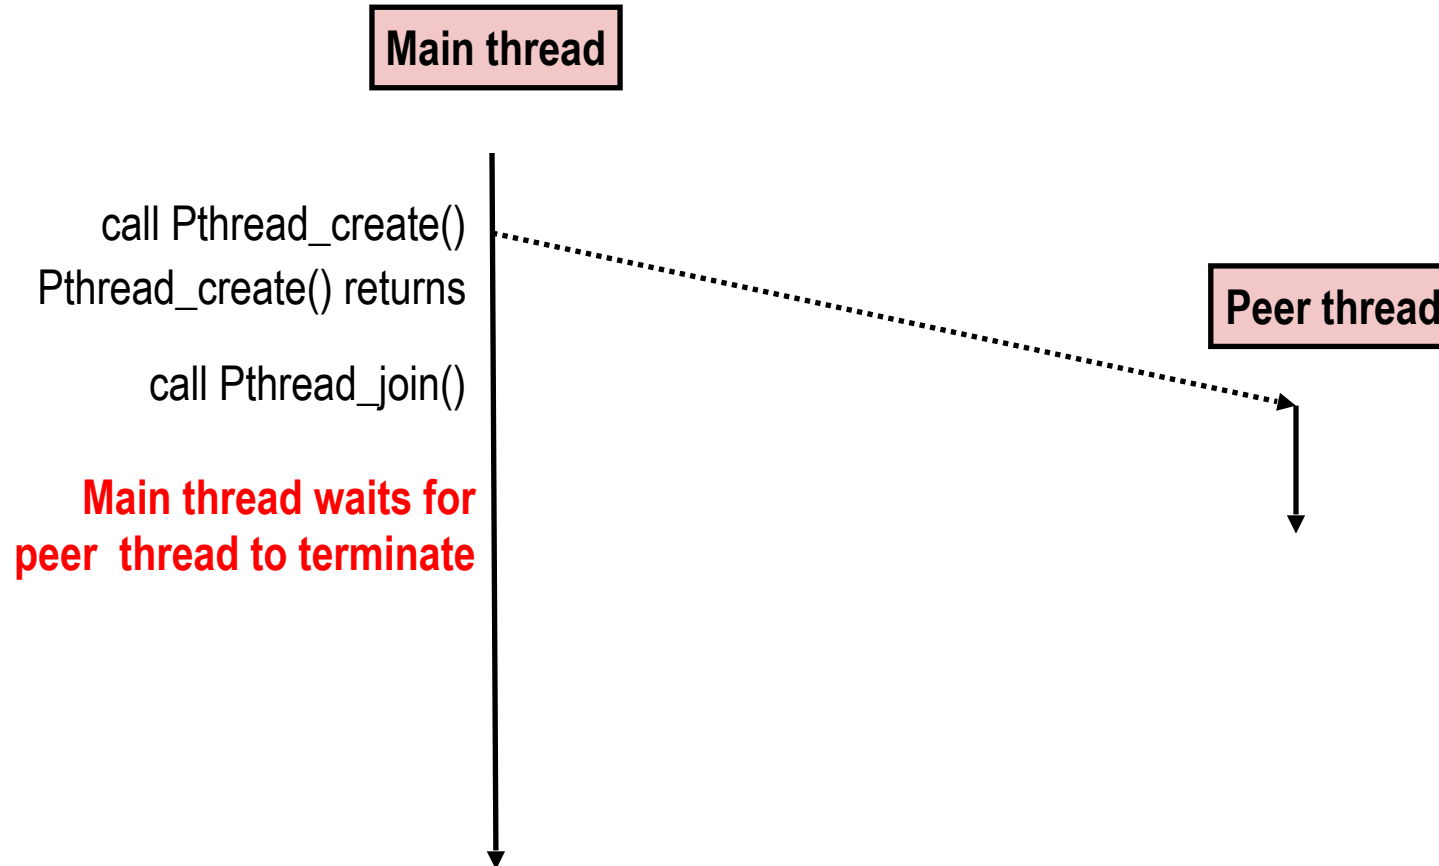 Main thread
call Pthread_create()
Pthread_create() returns
Peer thread
call Pthread_join()
Main thread waits for
peer  thread to terminate